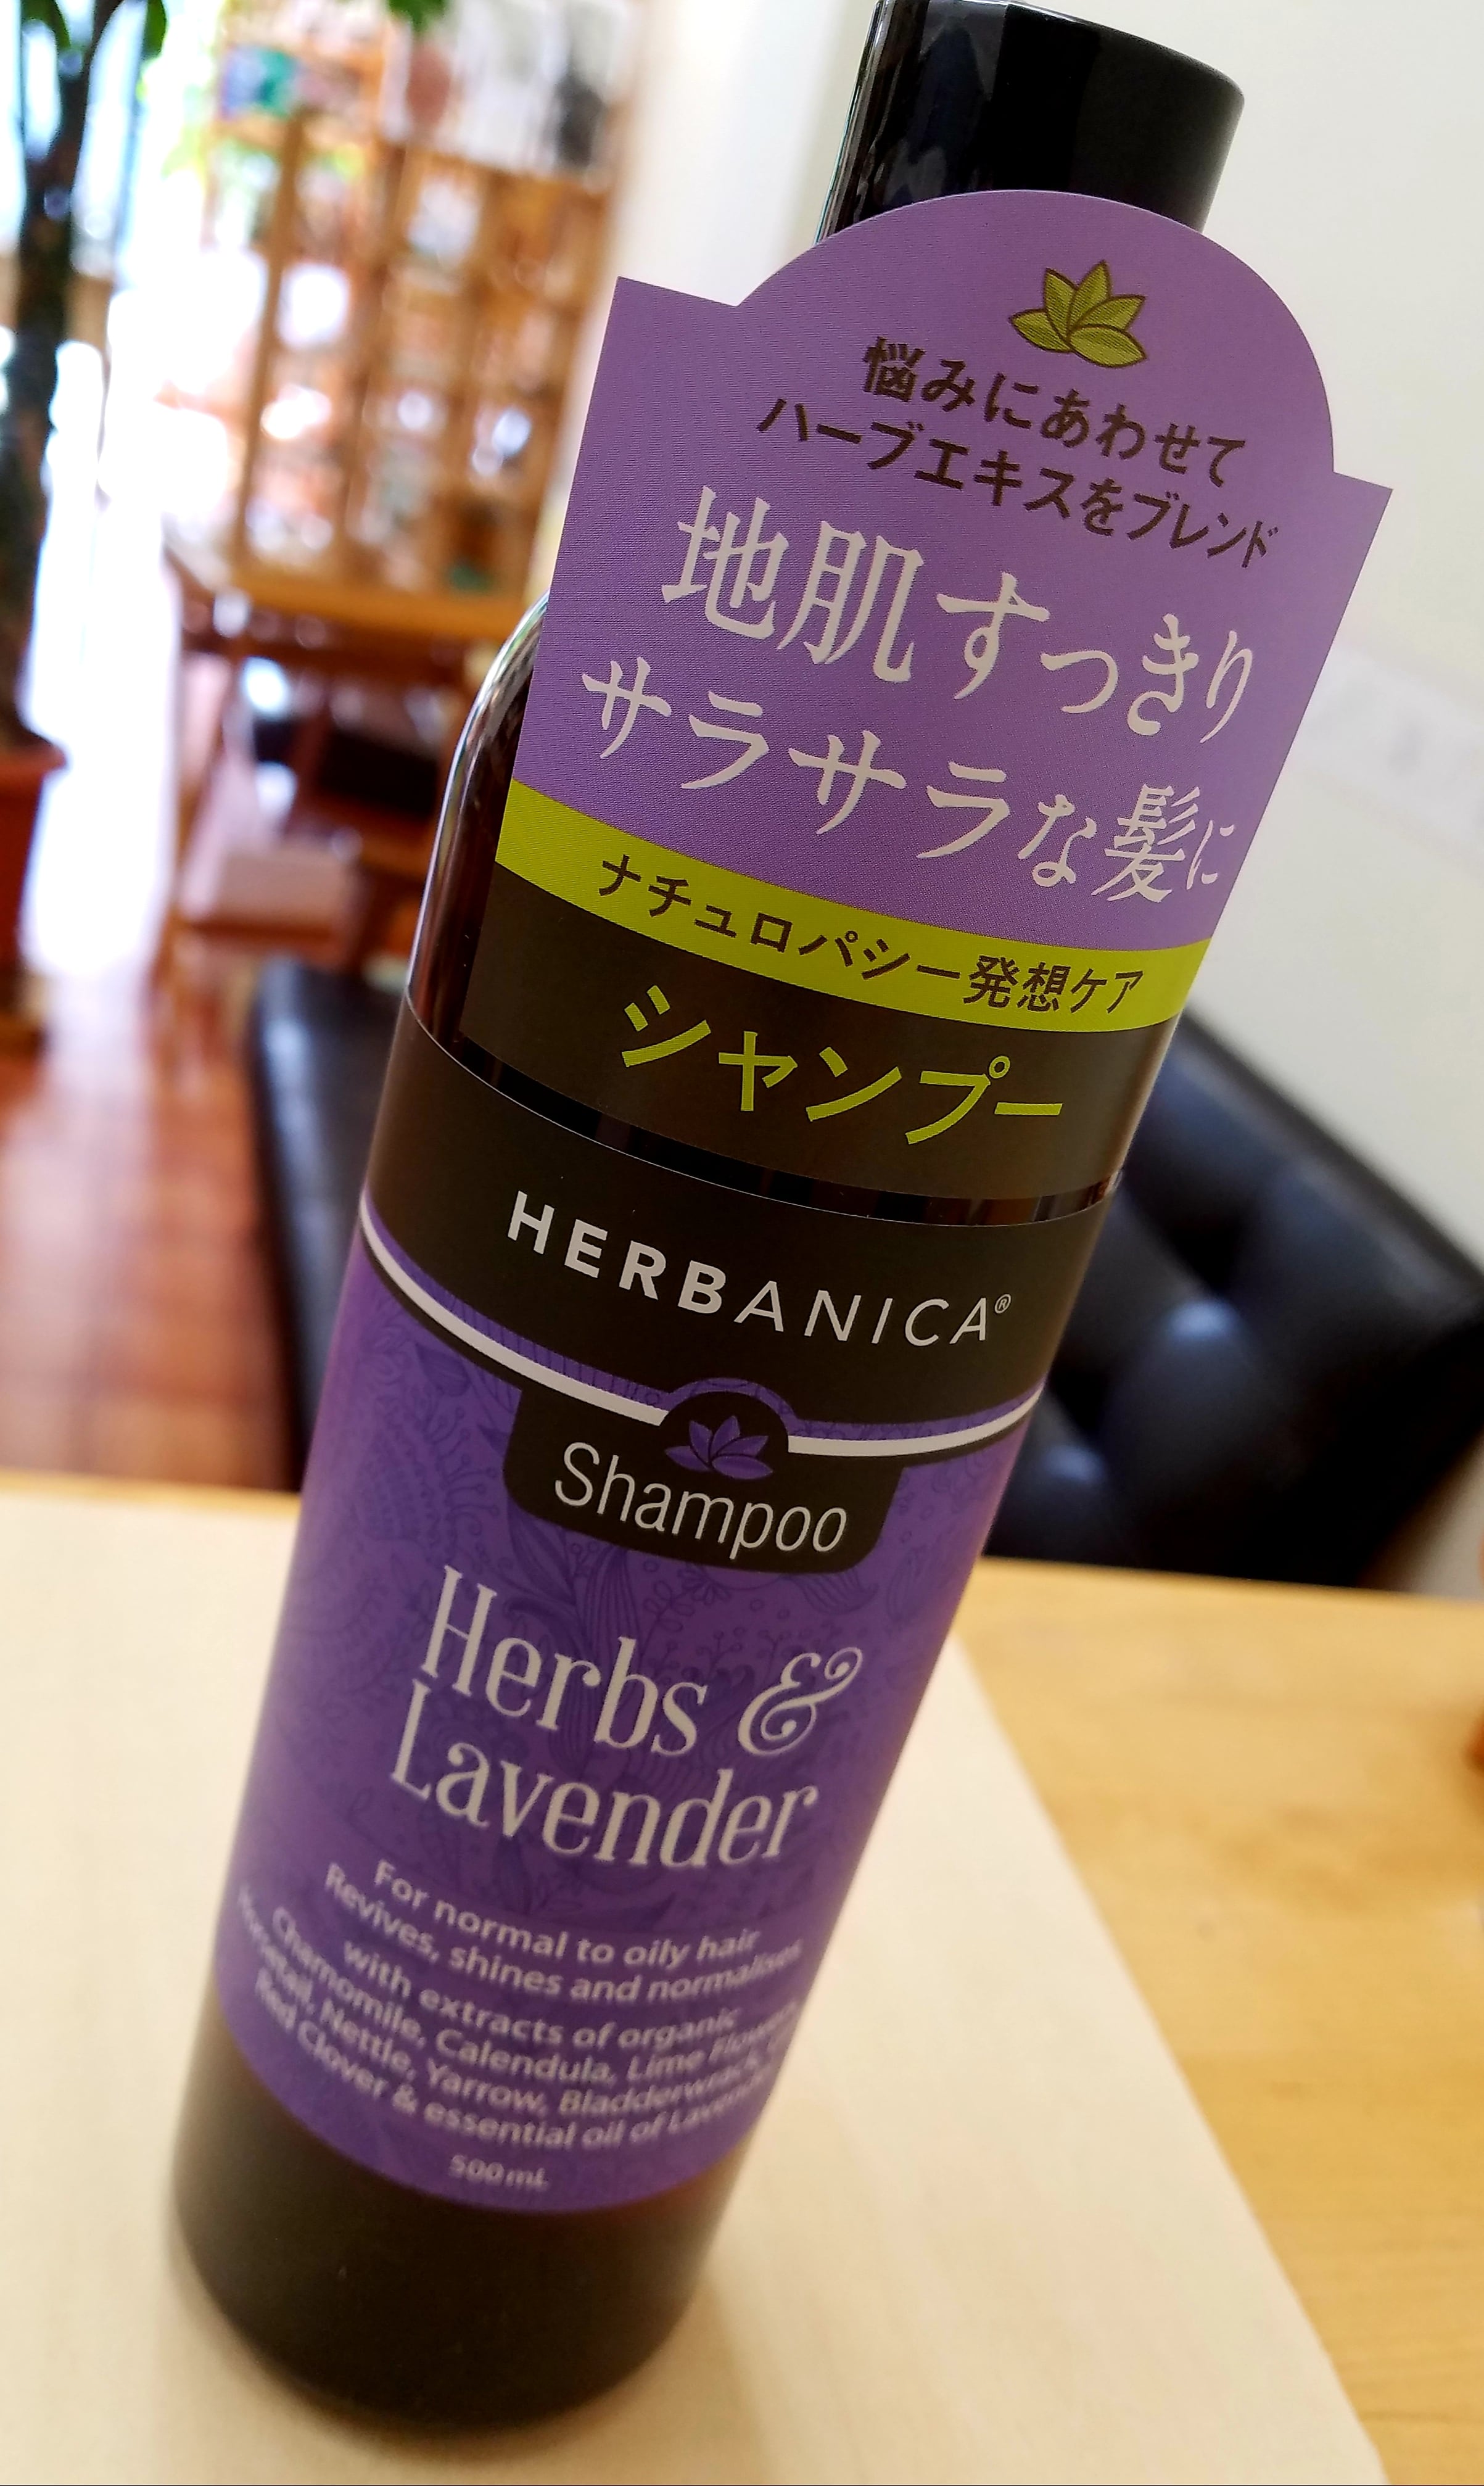 悩みにあわせて
ハーブエキスをブレンド
地肌すっきり
サラサラな髪に
ナチュロパシー発想ケア
シャンプー
HERBANICA®
Shampoo
Herbs &
Lavender
For normal to oily hair
Revives, shines and normalises
with extracts of organic
Chamomile, Calendula, Lime
Horsetail, Nettle, Yarrow, Bladderwrack,
Red Clover & essential oil of Lavender
500mL